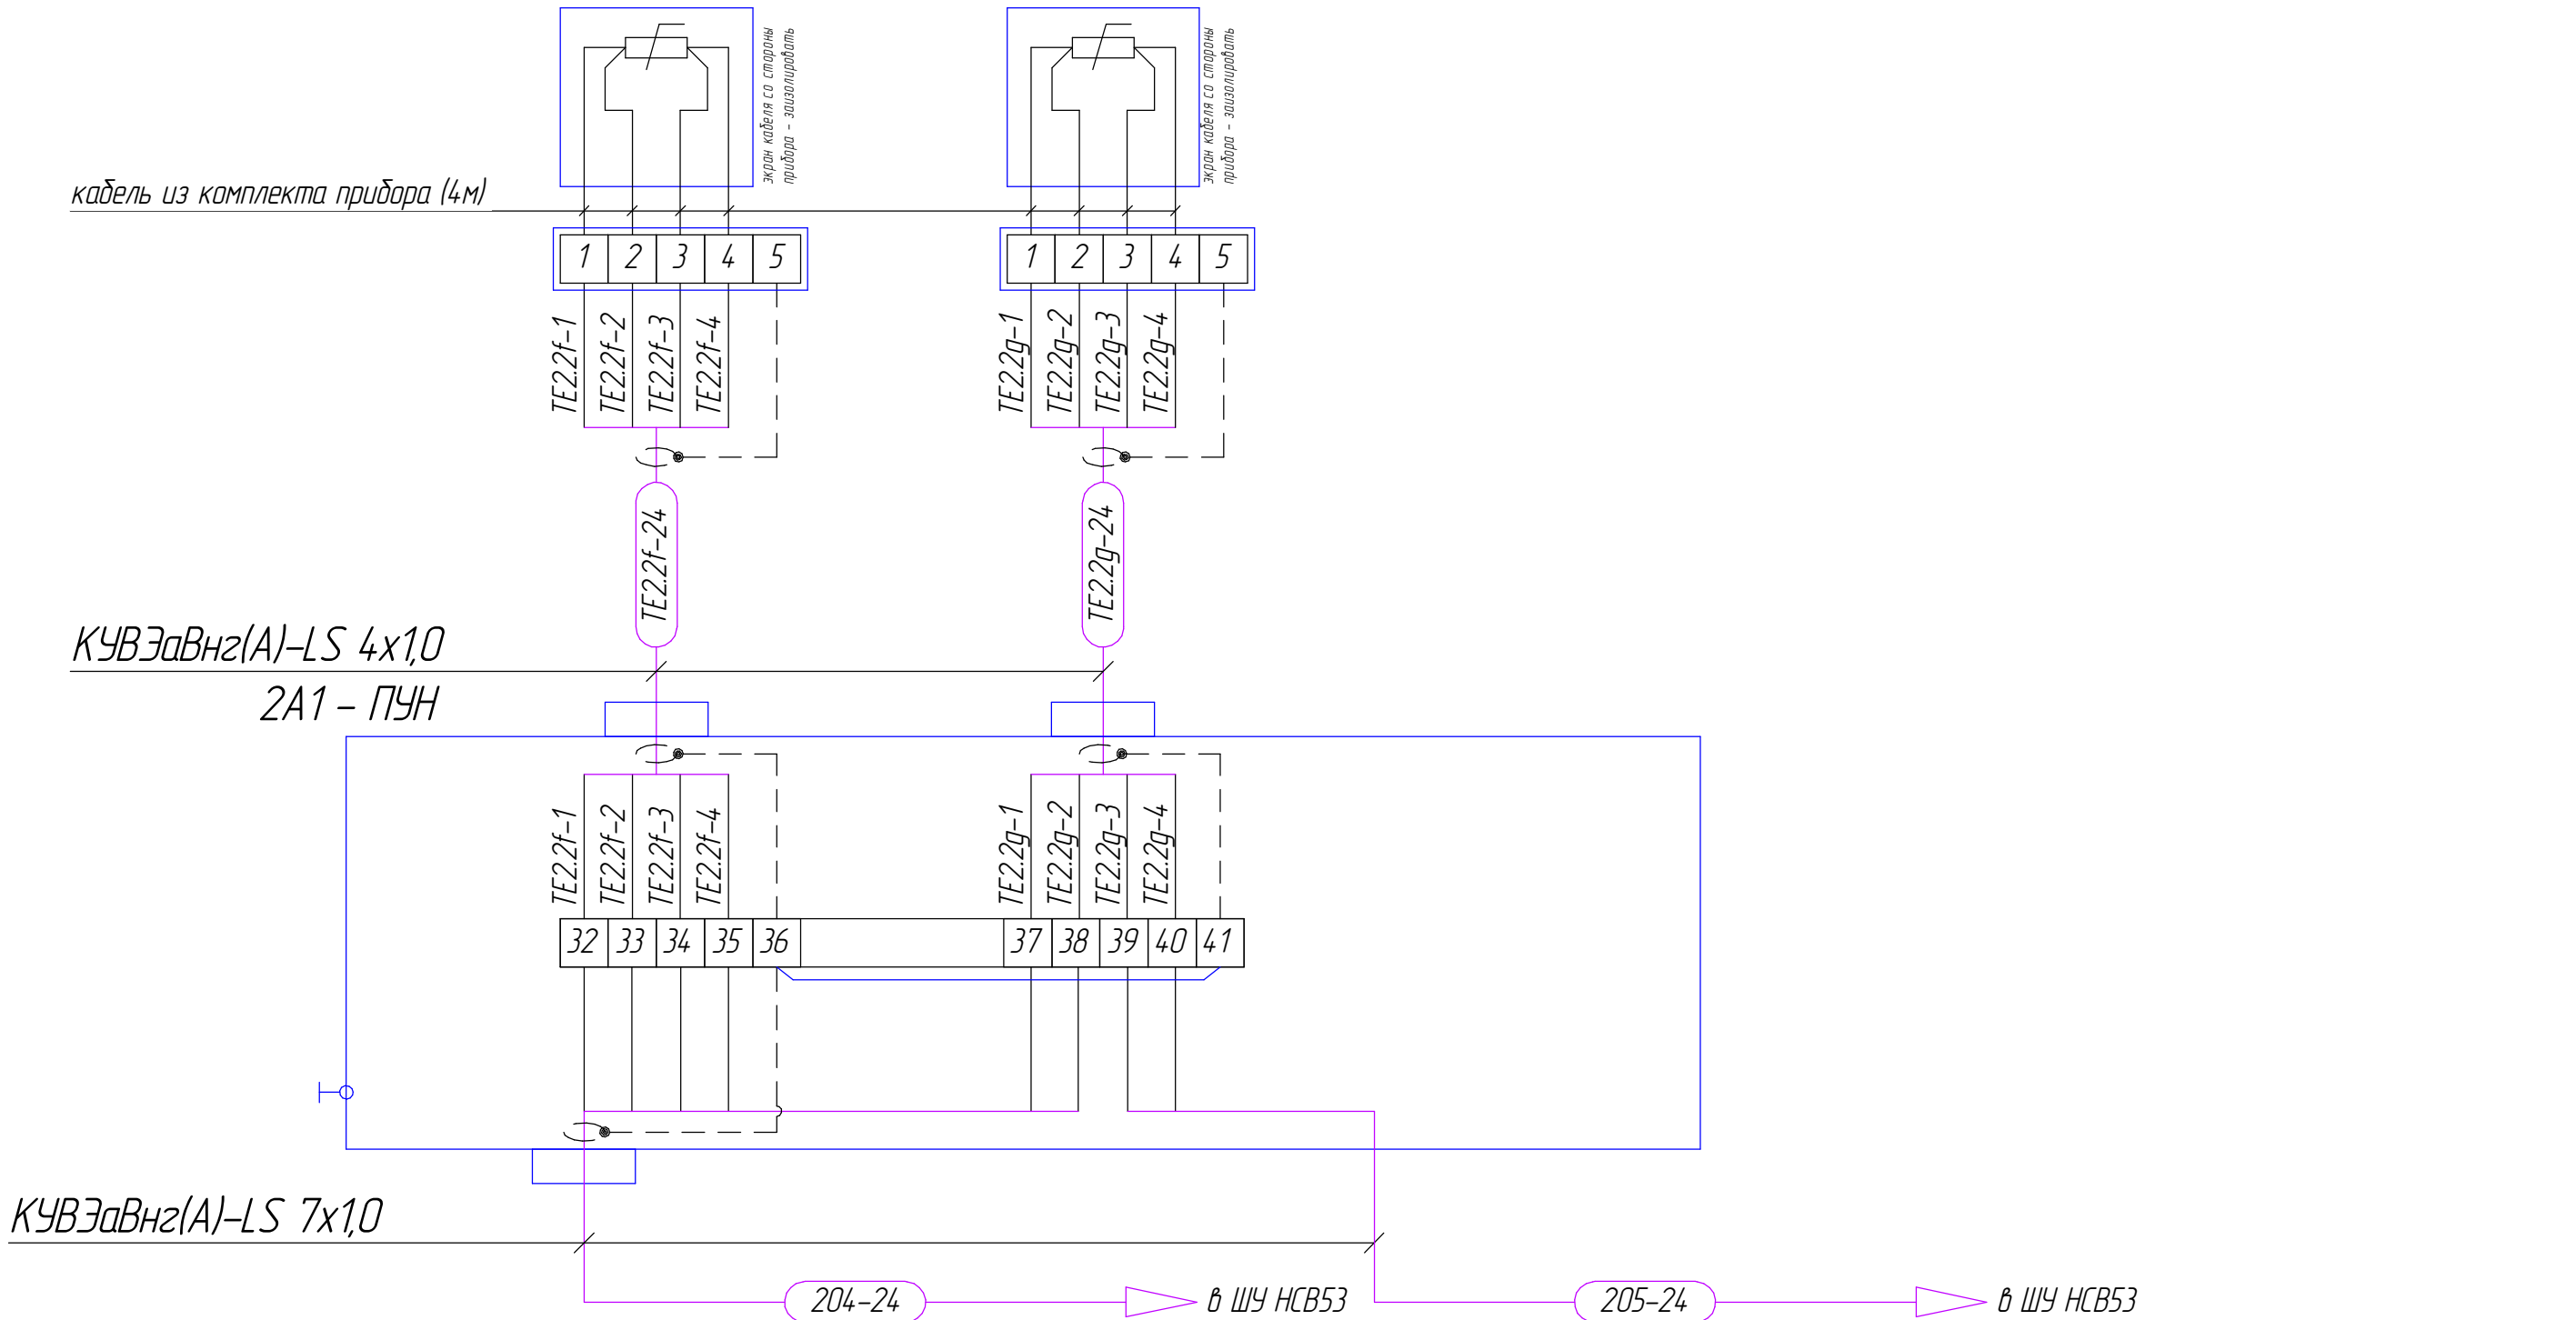 экран кабеля со стороны
прибора - заизолировать
экран кабеля со стороны
прибора - заизолировать
кабель из комплекта прибора (4м)
1 2 3 4 5
1 2 3 4 5
TE2.2f-1
TE2.2f-2
TE2.2f-3
TE2.2f-4
TE2.2g-1
TE2.2g-2
TE2.2g-3
TE2.2g-4
TE2.2f-24
TE2.2g-24
КУВЭаВнг(А)-LS 4х1,0
2А1 - ПУН
TE2.2f-1
TE2.2f-2
TE2.2f-3
TE2.2f-4
TE2.2g-1
TE2.2g-2
TE2.2g-3
TE2.2g-4
32 33 34 35 36
37 38 39 40 41
КУВЭаВнг(А)-LS 7х1,0
204-24
в ШУ НСВ53
205-24
в ШУ НСВ53